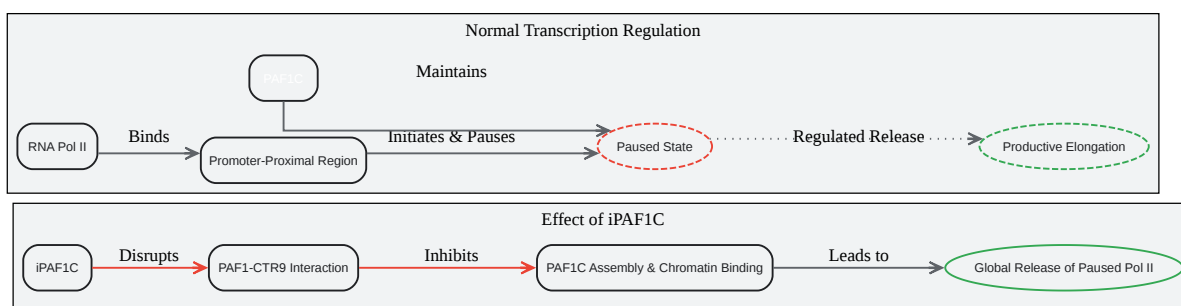 Normal Transcription Regulation
PAF1C
Maintains
RNA Pol II
Binds
Promoter-Proximal Region
Initiates & Pauses
Paused State
Regulated Release
Productive Elongation
Effect of iPAF1C
iPAF1C
Disrupts
PAF1-CTR9 Interaction
Inhibits
PAF1C Assembly & Chromatin Binding
Leads to
Global Release of Paused Pol II